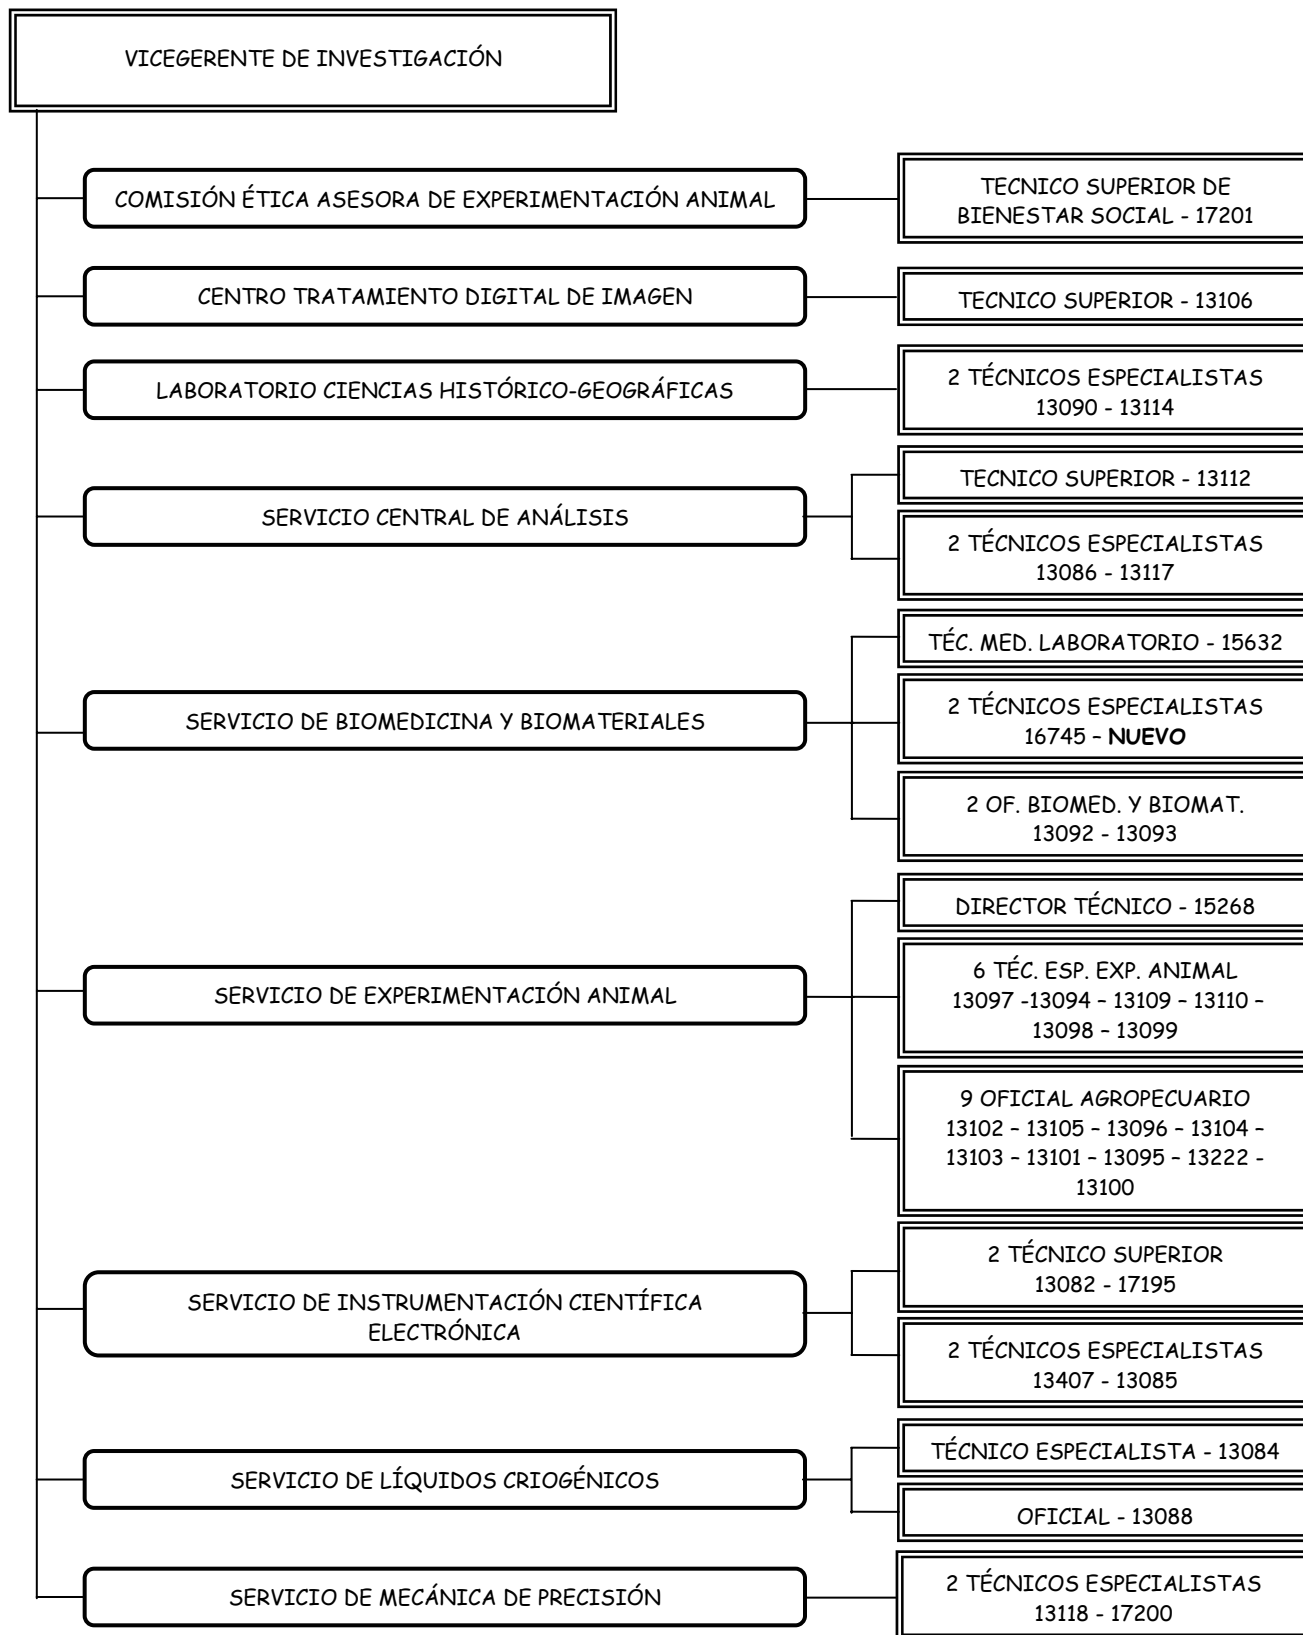 VICEGERENTE DE INVESTIGACIÓN
COMISIÓN ÉTICA ASESORA DE EXPERIMENTACIÓN ANIMAL
TECNICO SUPERIOR DE
BIENESTAR SOCIAL - 17201
CENTRO TRATAMIENTO DIGITAL DE IMAGEN
TECNICO SUPERIOR - 13106
LABORATORIO CIENCIAS HISTÓRICO-GEOGRÁFICAS
2 TÉCNICOS ESPECIALISTAS
13090 - 13114
SERVICIO CENTRAL DE ANÁLISIS
TECNICO SUPERIOR - 13112
2 TÉCNICOS ESPECIALISTAS
13086 - 13117
SERVICIO DE BIOMEDICINA Y BIOMATERIALES
TÉC. MED. LABORATORIO - 15632
2 TÉCNICOS ESPECIALISTAS
16745 – NUEVO
2 OF. BIOMED. Y BIOMAT.
13092 - 13093
SERVICIO DE EXPERIMENTACIÓN ANIMAL
DIRECTOR TÉCNICO - 15268
6 TÉC. ESP. EXP. ANIMAL
13097 -13094 – 13109 – 13110 –
13098 – 13099
9 OFICIAL AGROPECUARIO
13102 – 13105 – 13096 – 13104 –
13103 – 13101 – 13095 – 13222 -
13100
SERVICIO DE INSTRUMENTACIÓN CIENTÍFICA
ELECTRÓNICA
2 TÉCNICO SUPERIOR
13082 - 17195
2 TÉCNICOS ESPECIALISTAS
13407 - 13085
SERVICIO DE LÍQUIDOS CRIOGÉNICOS
TÉCNICO ESPECIALISTA - 13084
OFICIAL - 13088
SERVICIO DE MECÁNICA DE PRECISIÓN
2 TÉCNICOS ESPECIALISTAS
13118 - 17200